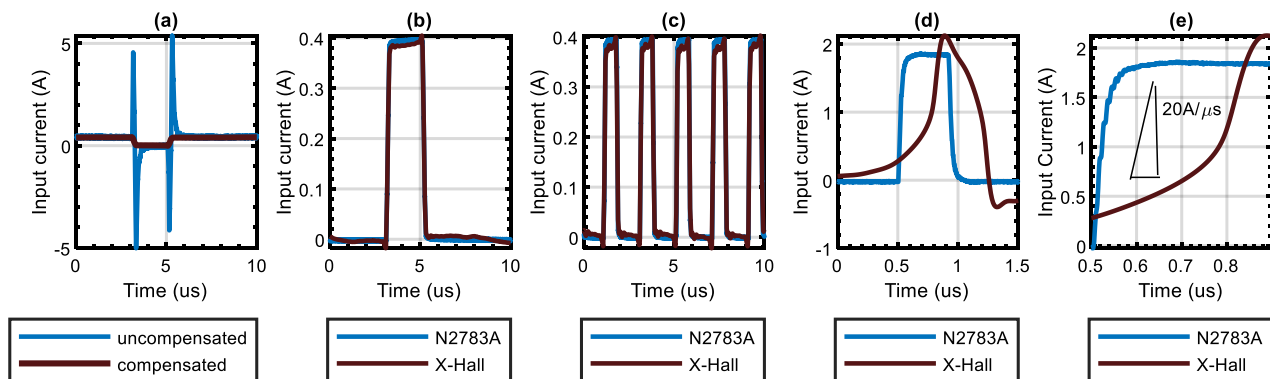 (a)
Input current (A)
5
0
-5
0
5
10
Time (us)
uncompensated
compensated
(b)
Input current (A)
0.4
0.3
0.2
0.1
0
0
5
10
Time (us)
N2783A
X-Hall
(c)
Input current (A)
0.4
0.3
0.2
0.1
0
0
5
10
Time (us)
N2783A
X-Hall
(d)
Input current (A)
2
1
0
-1
0
0.5
1
1.5
Time (us)
N2783A
X-Hall
(e)
Input Current (A)
2
1.5
1
0.5
0
20A/μs
0.5
0.6
0.7
0.8
Time (us)
N2783A
X-Hall